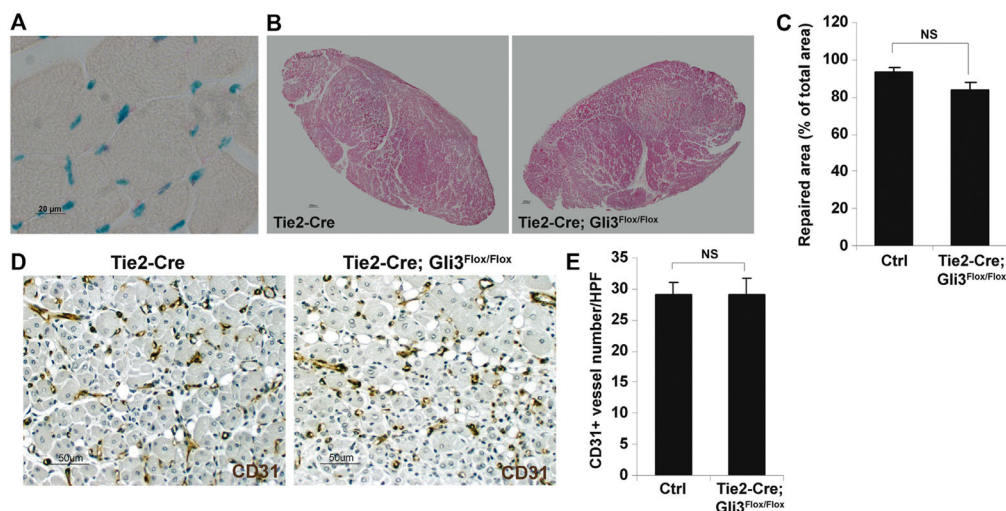 A
20 µm
B
Tie2-Cre
Tie2-Cre; Gli3Flox/Flox
C
Repaired area (% of total area)
120
100
80
60
40
20
0
NS
Ctrl
Tie2-Cre;
Gli3Flox/Flox
D
Tie2-Cre
Tie2-Cre; Gli3Flox/Flox
50µm
CD31
50µm
CD31
E
CD31+ vessel number/HPF
35
30
25
20
15
10
5
0
NS
Ctrl
Tie2-Cre;
Gli3Flox/Flox